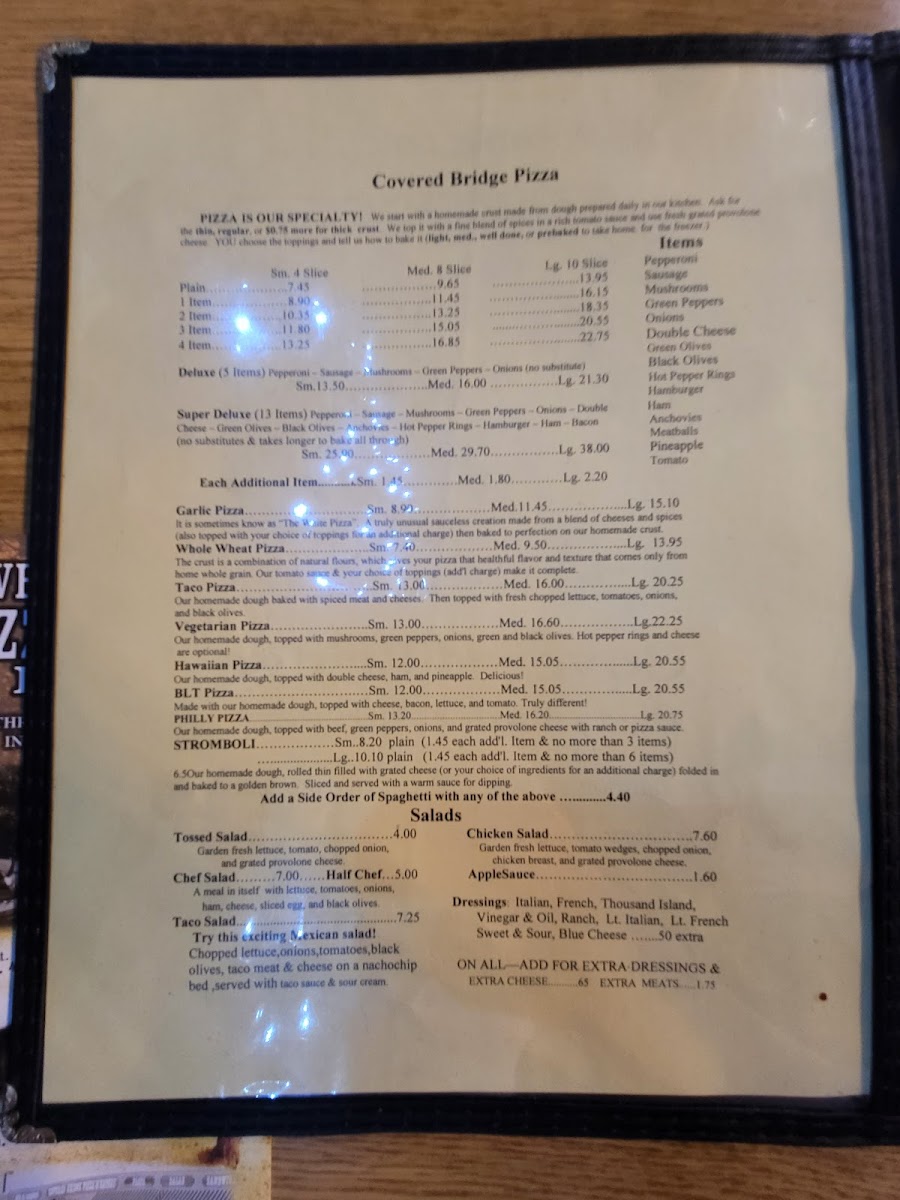 Covered Bridge Pizza
PIZZA IS OUR SPECIALTY! We start with a homemade crust made from dough prepared daily in our kitchen. Ask for
the thin, regular, or $0.75 more for thick crust. We top it with a fine blend of spices in a rich tomato sauce and use fresh grated provolone
cheese. YOU choose the toppings and tell us how to bake it (light, med., well done, or prebaked to take home for the freezer.)
Items
Sm. 4 Slice Med. 8 Slice Lg. 10 Slice
Plain..............7.45 ..................9.65 ......................13.95
1 Item.............8.90 ..................11.45 ......................16.15
2 Item.............10.35 ..................13.25 ......................18.35
3 Item.............11.80 ..................15.05 ......................20.55
4 Item.............13.25 ..................16.85 ......................22.75
Pepperoni
Sausage
Mushrooms
Green Peppers
Onions
Double Cheese
Green Olives
Black Olives
Hot Pepper Rings
Hamburger
Ham
Anchovies
Meatballs
Pineapple
Tomato
Deluxe (5 Items) Pepperoni – Sausage – Mushrooms – Green Peppers – Onions (no substitute)
Sm.13.50....................Med. 16.00 ................Lg. 21.30
Super Deluxe (13 Items) Pepperoni – Sausage – Mushrooms – Green Peppers – Onions – Double
Cheese – Green Olives – Black Olives – Anchovies – Hot Pepper Rings – Hamburger – Ham – Bacon
(no substitutes & takes longer to bake all through)
Sm. 25.90..................Med. 29.70.................Lg. 38.00
Each Additional Item..........Sm. 1.45.............Med. 1.80.............Lg. 2.20
Garlic Pizza.............................Sm. 8.90..................Med.11.45...................Lg. 15.10
It is sometimes know as "The White Pizza". A truly unusual sauceless creation made from a blend of cheeses and spices
(also topped with your choice of toppings for an additional charge) then baked to perfection on our homemade crust.
Whole Wheat Pizza....................Sm. 7.40..................Med. 9.50...................Lg. 13.95
The crust is a combination of natural flours, which gives your pizza that healthful flavor and texture that comes only from
home whole grain. Our tomato sauce & your choice of toppings (add'l charge) make it complete.
Taco Pizza...............................Sm. 13.00..................Med. 16.00.................Lg. 20.25
Our homemade dough baked with spiced meat and cheeses. Then topped with fresh chopped lettuce, tomatoes, onions,
and black olives.
Vegetarian Pizza......................Sm. 13.00..................Med. 16.60..................Lg.22.25
Our homemade dough, topped with mushrooms, green peppers, onions, green and black olives. Hot pepper rings and cheese
are optional!
Hawaiian Pizza........................Sm. 12.00..................Med. 15.05..................Lg. 20.55
Our homemade dough, topped with double cheese, ham, and pineapple. Delicious!
BLT Pizza..............................Sm. 12.00..................Med. 15.05..................Lg. 20.55
Made with our homemade dough, topped with cheese, bacon, lettuce, and tomato. Truly different!
PHILLY PIZZA........................Sm. 13.20..................Med. 16.20..................Lg. 20.75
Our homemade dough, topped with beef, green peppers, onions, and grated provolone cheese with ranch or pizza sauce.
STROMBOLI.................Sm..8.20 plain (1.45 each add'l. Item & no more than 3 items)
.......................Lg..10.10 plain (1.45 each add'l. Item & no more than 6 items)
6.5Our homemade dough, rolled thin filled with grated cheese (or your choice of ingredients for an additional charge) folded in
and baked to a golden brown. Sliced and served with a warm sauce for dipping.
Add a Side Order of Spaghetti with any of the above .............4.40
Salads
Tossed Salad................................4.00
Garden fresh lettuce, tomato, chopped onion,
and grated provolone cheese.
Chef Salad.........7.00......Half Chef...5.00
A meal in itself with lettuce, tomatoes, onions,
ham, cheese, sliced egg, and black olives.
Taco Salad....................................7.25
Try this exciting Mexican salad!
Chopped lettuce,onions,tomatoes,black
olives, taco meat & cheese on a nachochip
bed ,served with taco sauce & sour cream.
Chicken Salad................................7.60
Garden fresh lettuce, tomato wedges, chopped onion,
chicken breast, and grated provolone cheese.
AppleSauce...................................1.60
Dressings: Italian, French, Thousand Island,
Vinegar & Oil, Ranch, Lt. Italian, Lt. French
Sweet & Sour, Blue Cheese .......50 extra
ON ALL—ADD FOR EXTRA DRESSINGS &
EXTRA CHEESE..........65 EXTRA MEATS.....1.75